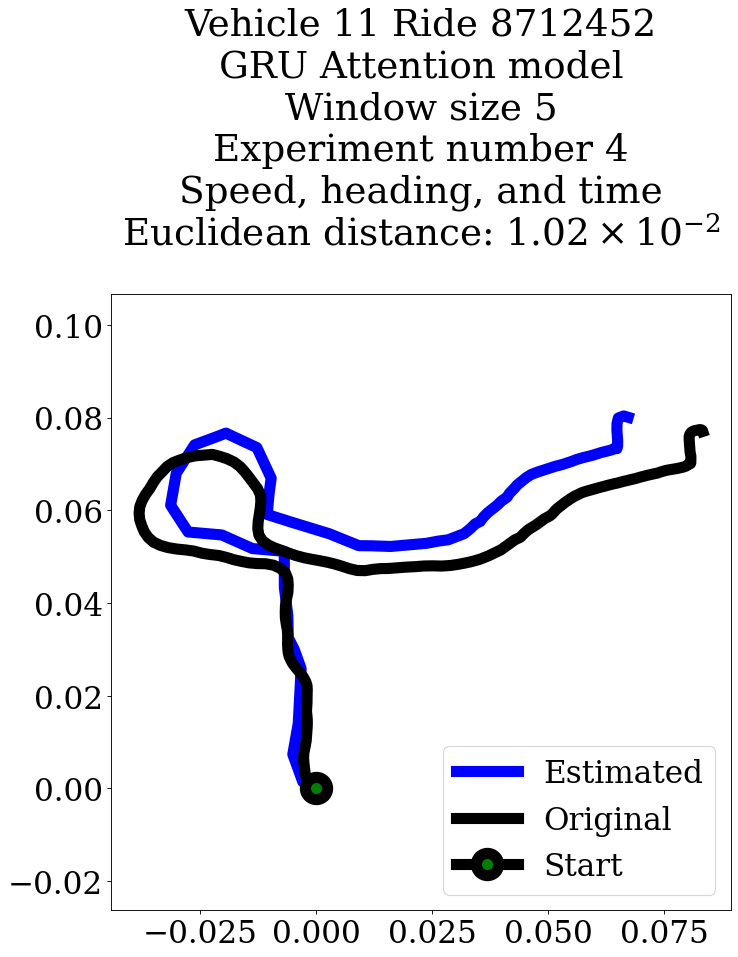 Vehicle 11 Ride 8712452
GRU Attention model
Window size 5
Experiment number 4
Speed, heading, and time
Euclidean distance: 1.02 × 10⁻²
0.10
0.08
0.06
0.04
0.02
0.00
−0.02
−0.025 0.000 0.025 0.050 0.075
Estimated
Original
Start